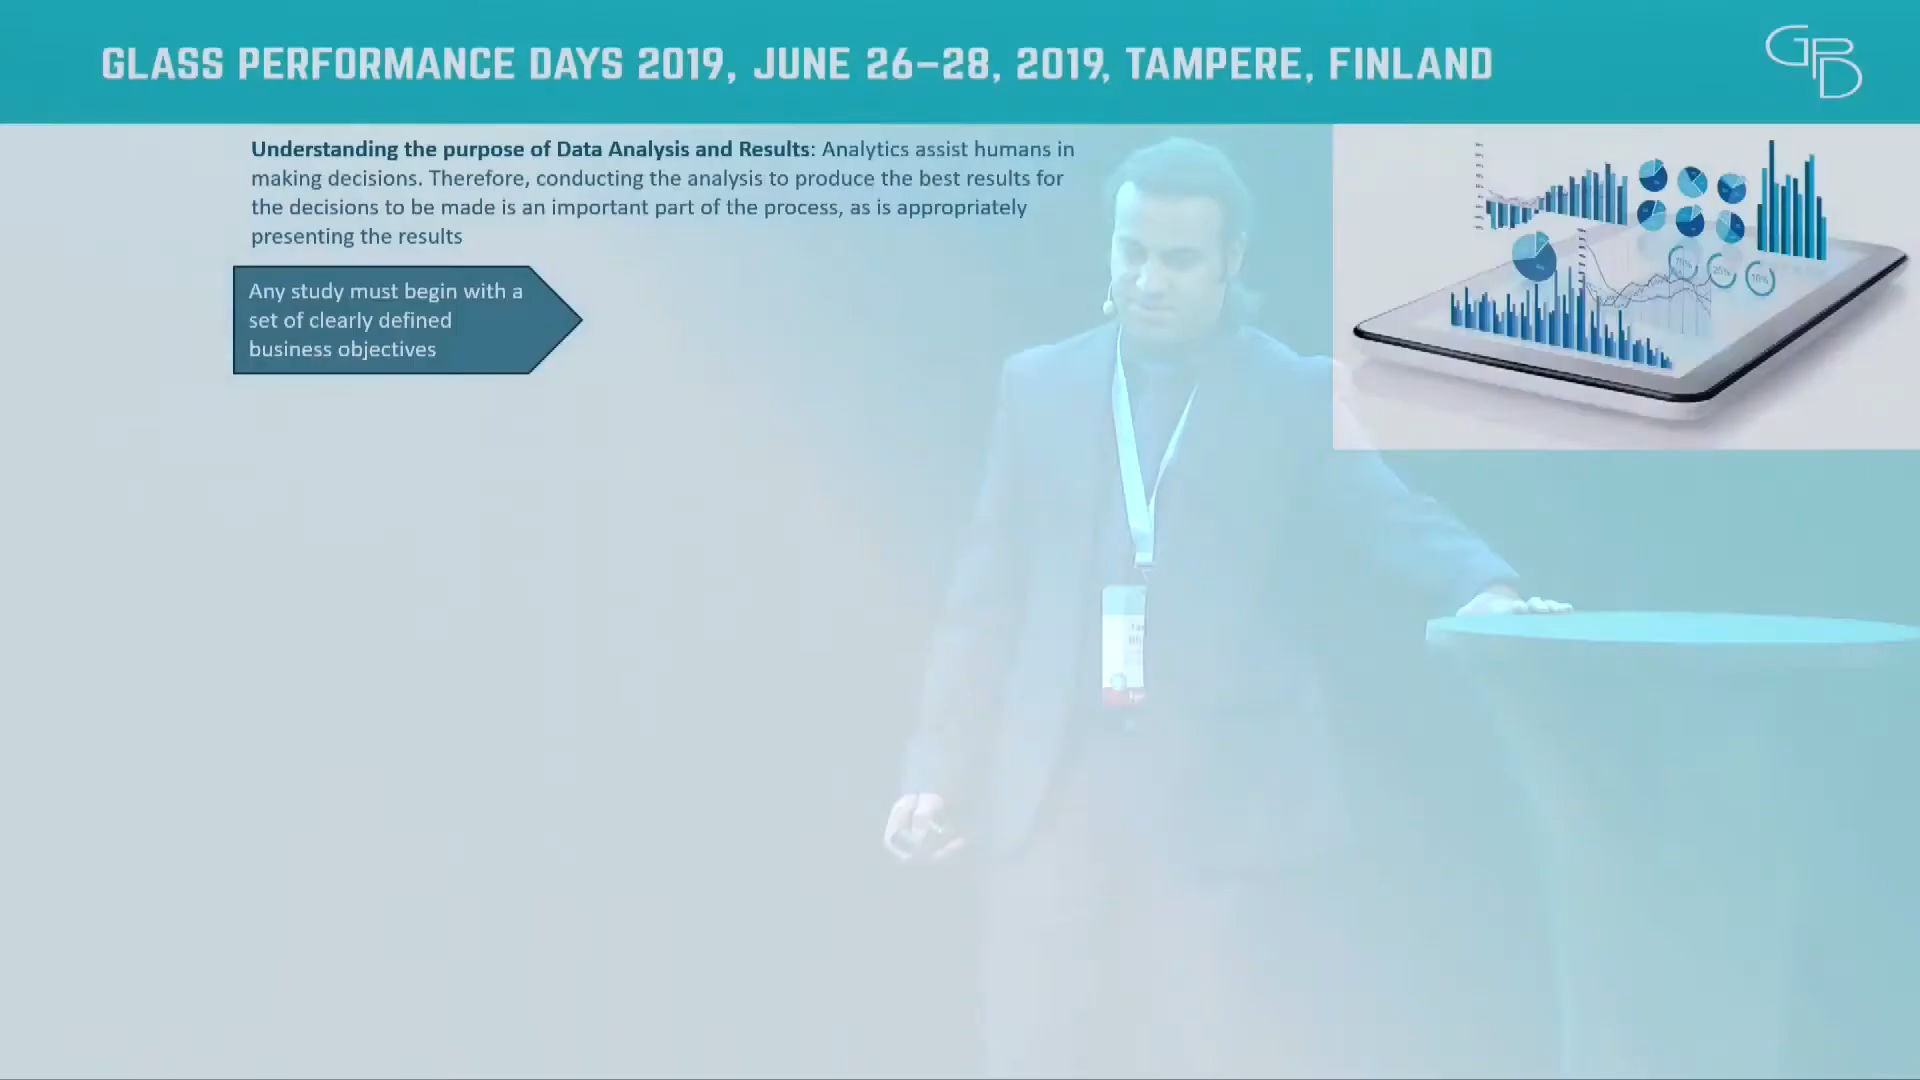 GLASS PERFORMANCE DAYS 2019, JUNE 26–28, 2019, TAMPERE, FINLAND
GPD
Understanding the purpose of Data Analysis and Results: Analytics assist humans in
making decisions. Therefore, conducting the analysis to produce the best results for
the decisions to be made is an important part of the process, as is appropriately
presenting the results
Any study must begin with a
set of clearly defined
business objectives